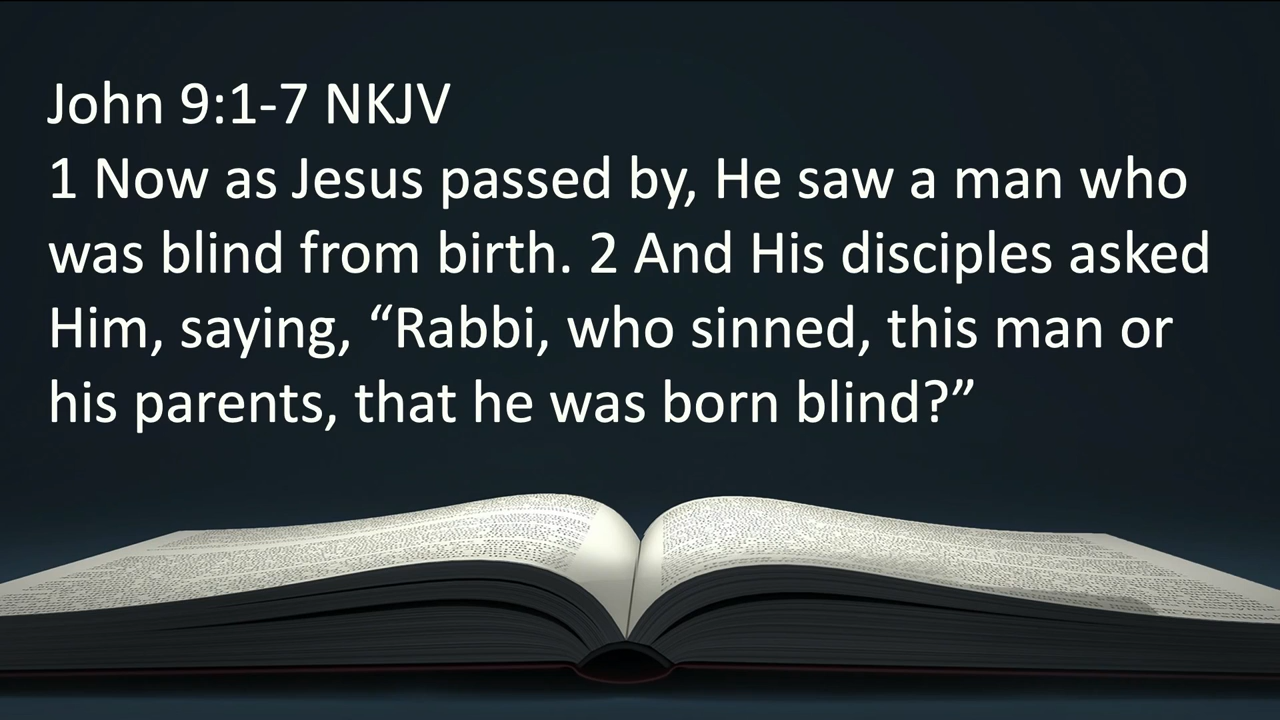 John 9:1-7 NKJV
1 Now as Jesus passed by, He saw a man who
was blind from birth. 2 And His disciples asked
Him, saying, “Rabbi, who sinned, this man or
his parents, that he was born blind?”